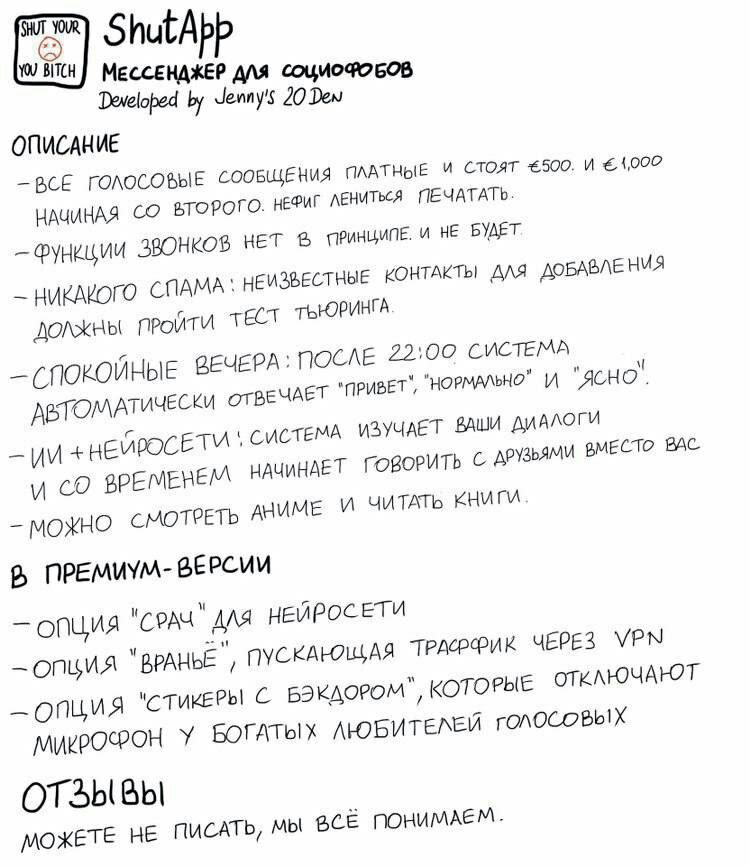 SHUT YOUR
YOU BITCH
ShutApp
МЕССЕНДЖЕР ДЛЯ СОЦИОФОБОВ
Developed by Jenny's 20 Den
ОПИСАНИЕ
- ВСЕ ГОЛОСОВЫЕ СООБЩЕНИЯ ПЛАТНЫЕ И СТОЯТ €500. И €1,000
НАЧИНАЯ СО ВТОРОГО. НЕФИГ ЛЕНИТЬСЯ ПЕЧАТАТЬ.
- ФУНКЦИИ ЗВОНКОВ НЕТ В ПРИНЦИПЕ. И НЕ БУДЕТ.
- НИКАКОГО СПАМА: НЕИЗВЕСТНЫЕ КОНТАКТЫ ДЛЯ ДОБАВЛЕНИЯ
ДОЛЖНЫ ПРОЙТИ ТЕСТ ТЬЮРИНГА.
- СПОКОЙНЫЕ ВЕЧЕРА: ПОСЛЕ 22:00 СИСТЕМА
АВТОМАТИЧЕСКИ ОТВЕЧАЕТ "ПРИВЕТ", "НОРМАЛЬНО" И "ЯСНО".
- ИИ + НЕЙРОСЕТИ: СИСТЕМА ИЗУЧАЕТ ВАШИ ДИАЛОГИ
И СО ВРЕМЕНЕМ НАЧИНАЕТ ГОВОРИТЬ С ДРУЗЬЯМИ ВМЕСТО ВАС
- МОЖНО СМОТРЕТЬ АНИМЕ И ЧИТАТЬ КНИГИ.
В ПРЕМИУМ-ВЕРСИИ
- ОПЦИЯ "СРАЧ" ДЛЯ НЕЙРОСЕТИ
- ОПЦИЯ "ВРАНЬЁ", ПУСКАЮЩАЯ ТРАФФИК ЧЕРЕЗ VPN
- ОПЦИЯ "СТИКЕРЫ С БЭКДОРОМ", КОТОРЫЕ ОТКЛЮЧАЮТ
МИКРОФОН У БОГАТЫХ ЛЮБИТЕЛЕЙ ГОЛОСОВЫХ
ОТЗЫВЫ
МОЖЕТЕ НЕ ПИСАТЬ, МЫ ВСЁ ПОНИМАЕМ.